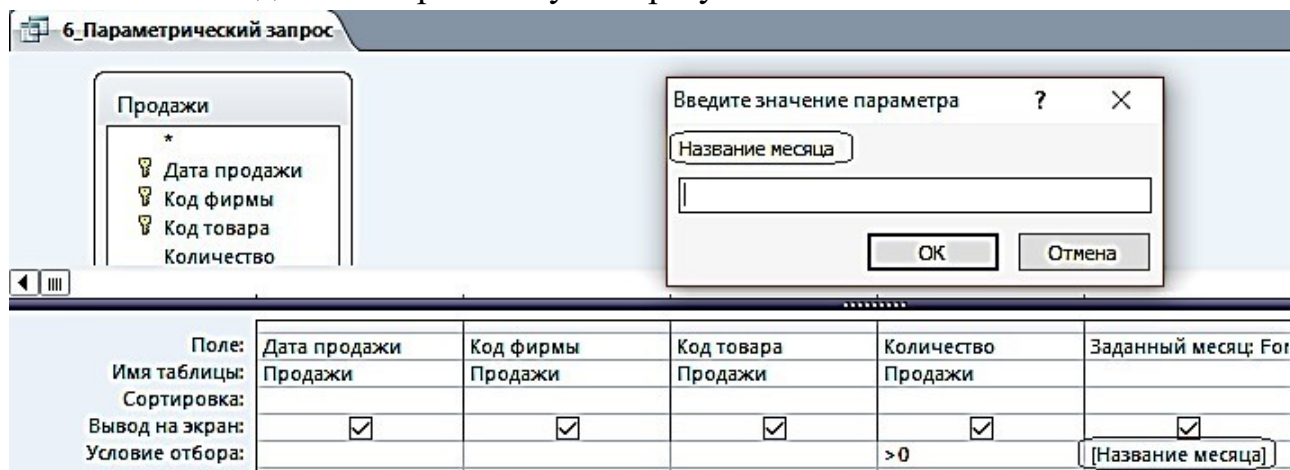 6_Параметрический запрос
Продажи
*
Дата продажи
Код фирмы
Код товара
Количество
Введите значение параметра ? ×
Название месяца
ОК Отмена
Поле: Дата продажи Код фирмы Код товара Количество Заданный месяц: For
Имя таблицы: Продажи Продажи Продажи Продажи
Сортировка:
Вывод на экран:
Условие отбора: >0 [Название месяца]